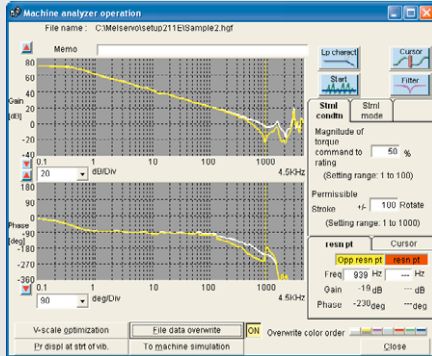 Machine analyzer operation
File name : C:\Melservo\setup211E\Sample2.hgf
Memo
Lp charact
Cursor
Start
Filter
80
60
40
20
0
-20
-40
Gain
[dB]
0.1 1 10 100 1000 4.5kHz
20 dB/Div
Stml condtn
Stml mode
Magnitude of
torque
command to 50 %
rating
(Setting range: 1 to 100)
Permissible
Stroke +/- 100 Rotate
(Setting range: 1 to 1000)
180
90
0
-90
-180
-270
-360
Phase
[deg]
0.1 1 10 100 1000 4.5kHz
90 deg/Div
resn pt Cursor
Opp resn pt resn pt
Freq 939 Hz --- Hz
Gain -19 dB --- dB
Phase -230 deg --- deg
V-scale optimization File data overwrite ON Overwrite color order
Pr displ at strt of vib. To machine simulation Close